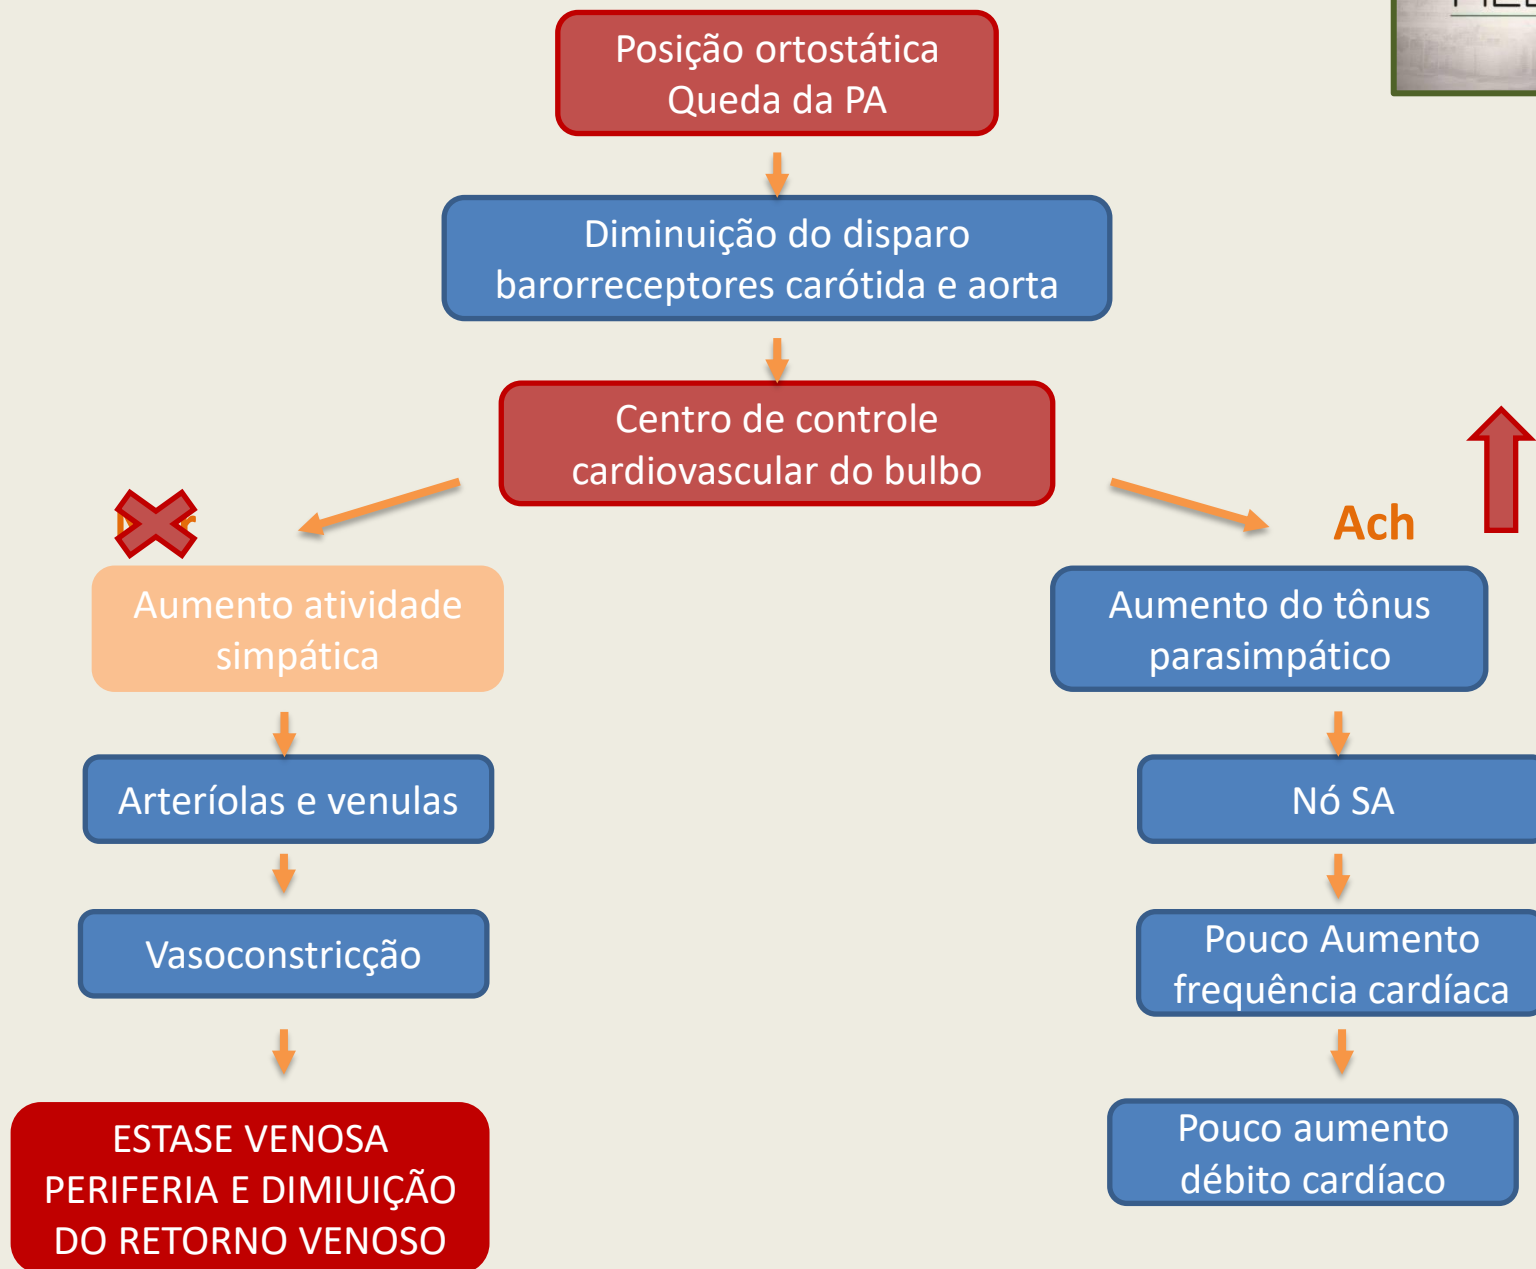 Posição ortostática
Queda da PA
Diminuição do disparo
barorreceptores carótida e aorta
Centro de controle
cardiovascular do bulbo
Ach
Aumento atividade
simpática
Aumento do tônus
parasimpático
Arteríolas e venulas
Nó SA
Vasoconstricção
Pouco Aumento
frequência cardíaca
ESTASE VENOSA
PERIFERIA E DIMIUIÇÃO
DO RETORNO VENOSO
Pouco aumento
débito cardíaco